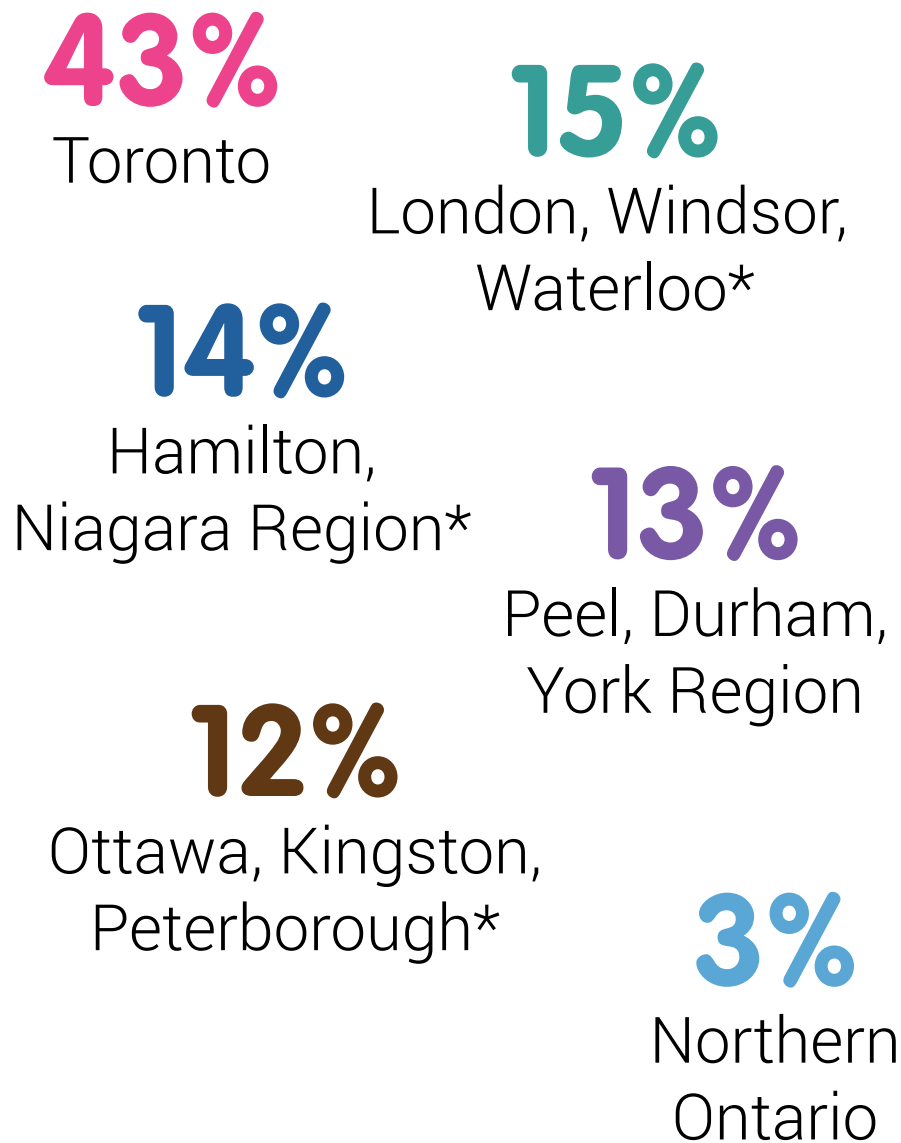 43%
Toronto
15%
London, Windsor,
Waterloo*
14%
Hamilton,
Niagara Region*
13%
Peel, Durham,
York Region
12%
Ottawa, Kingston,
Peterborough*
3%
Northern
Ontario